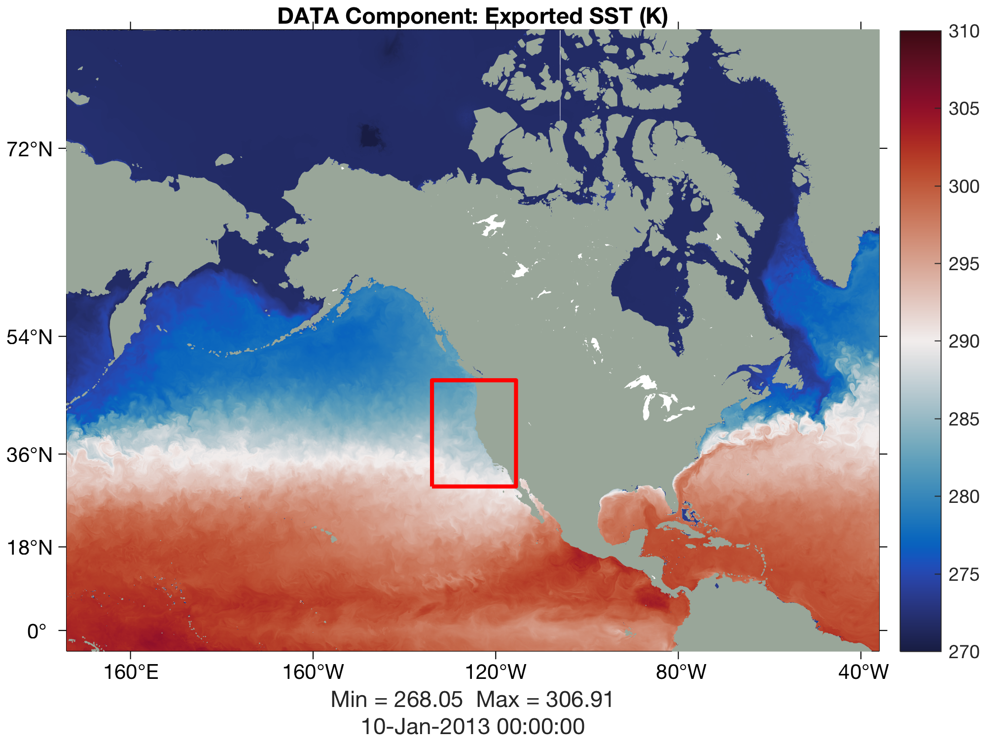 DATA Component: Exported SST (K)
310
305
300
295
290
285
280
275
270
72°N
54°N
36°N
18°N
0°
160°E
160°W
120°W
80°W
40°W
Min = 268.05  Max = 306.91
10-Jan-2013 00:00:00